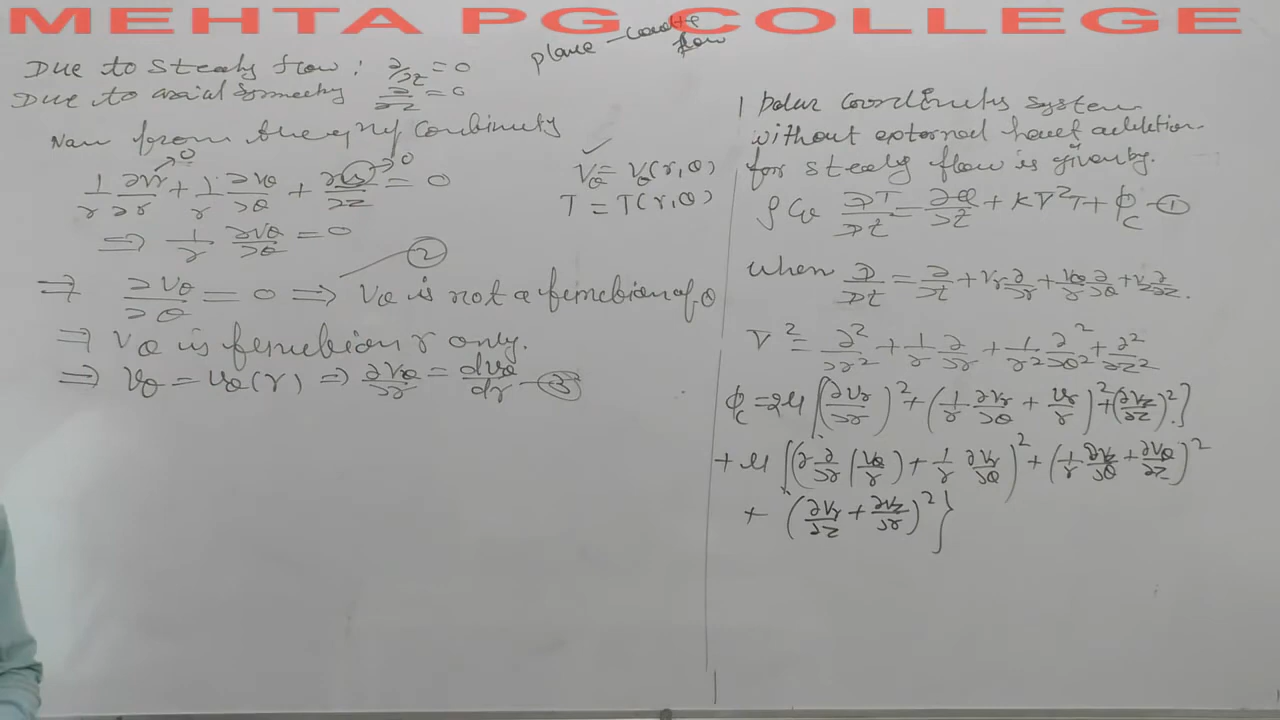 MEHTA PG COLLEGE
plane - couette flow
Due to steady flow : ∂/∂t = 0
Due to axial symmetry ∂/∂z = 0
Now from the eqn of continuity
1/r ∂vr/∂r + 1/r ∂vθ/∂θ + ∂vz/∂z = 0
⇒ 1/r ∂vθ/∂θ = 0
⇒ ∂vθ/∂θ = 0 ⇒ vθ is not a function of θ — ②
⇒ vθ is function r only.
⇒ vθ = vθ(r) ⇒ ∂vθ/∂r = dvθ/dr — ③
✓
vθ = vθ(r,θ)
T = T(r,θ)
polar coordinates system
without external heat addition
for steady flow is given by.
ρCv DT/Dt = ∂Q/∂t + K∇²T + ϕc — ①
when D/Dt = ∂/∂t + vr ∂/∂r + vθ/r ∂/∂θ + vz ∂/∂z.
∇² = ∂²/∂r² + 1/r ∂/∂r + 1/r² ∂²/∂θ² + ∂²/∂z²
ϕc = 2μ [(∂vr/∂r)² + (1/r ∂vr/∂θ + vr/r)² + (∂vz/∂z)²}
+ μ [(r ∂/∂r (vθ/r) + 1/r ∂vr/∂θ)² + (1/r ∂vz/∂θ + ∂vθ/∂z)²
+ (∂vr/∂z + ∂vz/∂r)²}